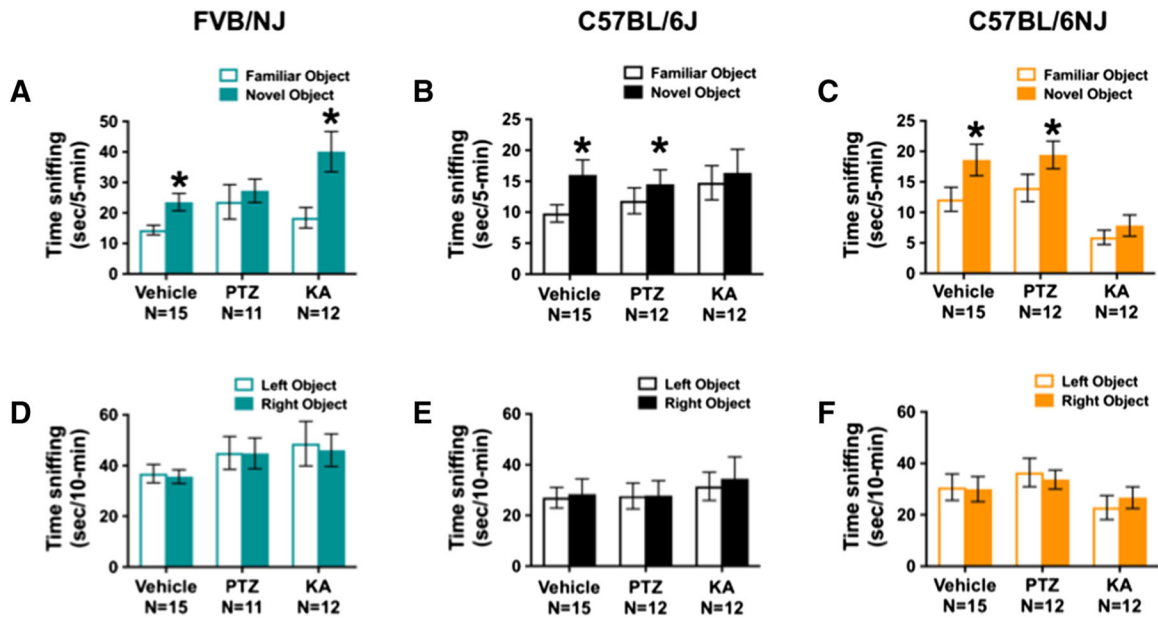 FVB/NJ
C57BL/6J
C57BL/6NJ
A
Familiar Object
Novel Object
Time sniffing
(sec/5-min)
50
40
30
20
10
0
*
*
Vehicle PTZ KA
N=15 N=11 N=12
B
Familiar Object
Novel Object
Time sniffing
(sec/5-min)
25
20
15
10
5
0
*
*
Vehicle PTZ KA
N=15 N=12 N=12
C
Familiar Object
Novel Object
Time sniffing
(sec/5-min)
25
20
15
10
5
0
*
*
Vehicle PTZ KA
N=15 N=12 N=12
D
Left Object
Right Object
Time sniffing
(sec/10-min)
60
40
20
0
Vehicle PTZ KA
N=15 N=11 N=12
E
Left Object
Right Object
Time sniffing
(sec/10-min)
60
40
20
0
Vehicle PTZ KA
N=15 N=12 N=12
F
Left Object
Right Object
Time sniffing
(sec/10-min)
60
40
20
0
Vehicle PTZ KA
N=15 N=12 N=12